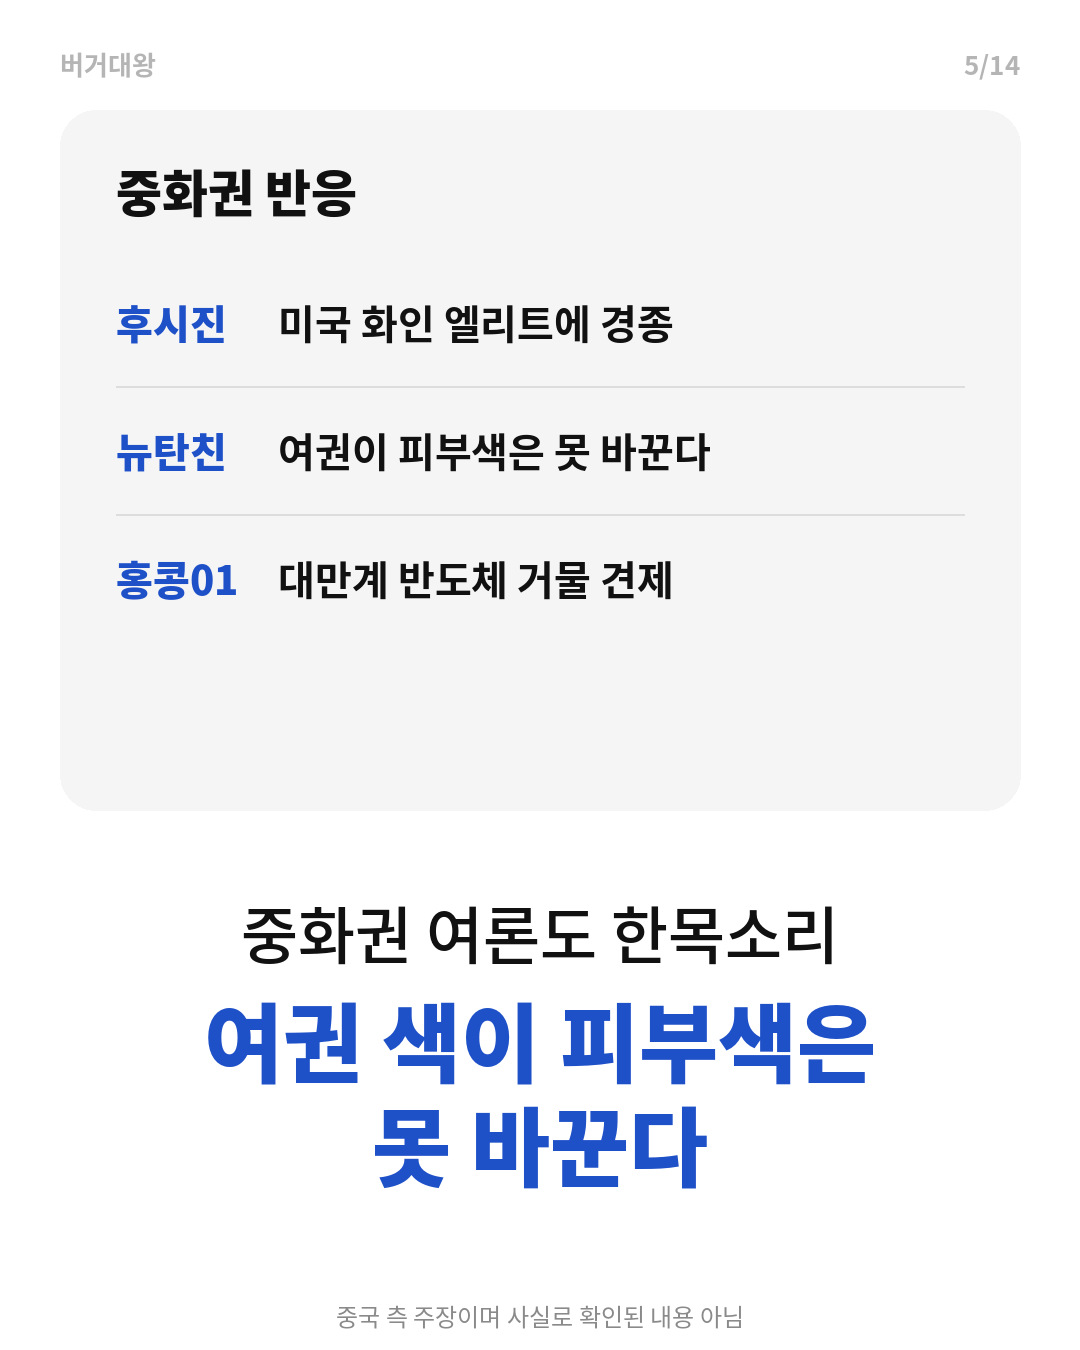 버거대왕
5/14
중화권 반응
후시진 미국 화인 엘리트에 경종
뉴탄친 여권이 피부색은 못 바꾼다
홍콩01 대만계 반도체 거물 견제
중화권 여론도 한목소리
여권 색이 피부색은
못 바꾼다
중국 측 주장이며 사실로 확인된 내용 아님